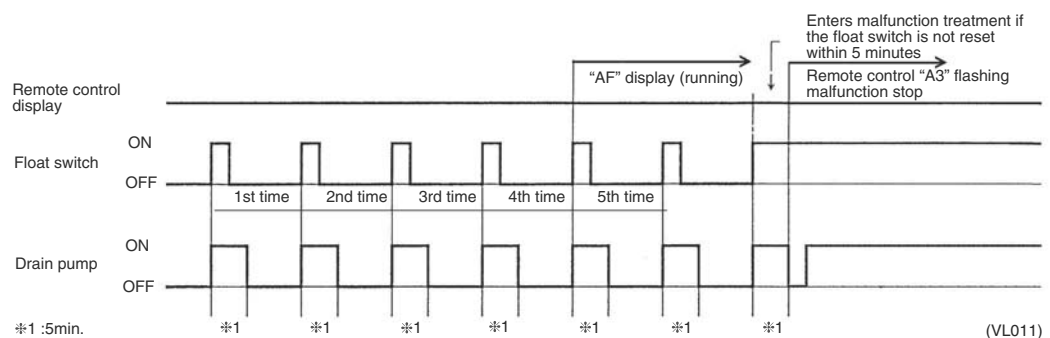 Enters malfunction treatment if
the float switch is not reset
within 5 minutes
"AF" display (running)
Remote control "A3" flashing
malfunction stop
Remote control
display
ON
Float switch
OFF
1st time
2nd time
3rd time
4th time
5th time
ON
Drain pump
OFF
※1 :5min.
※1
※1
※1
※1
※1
※1
※1
(VL011)